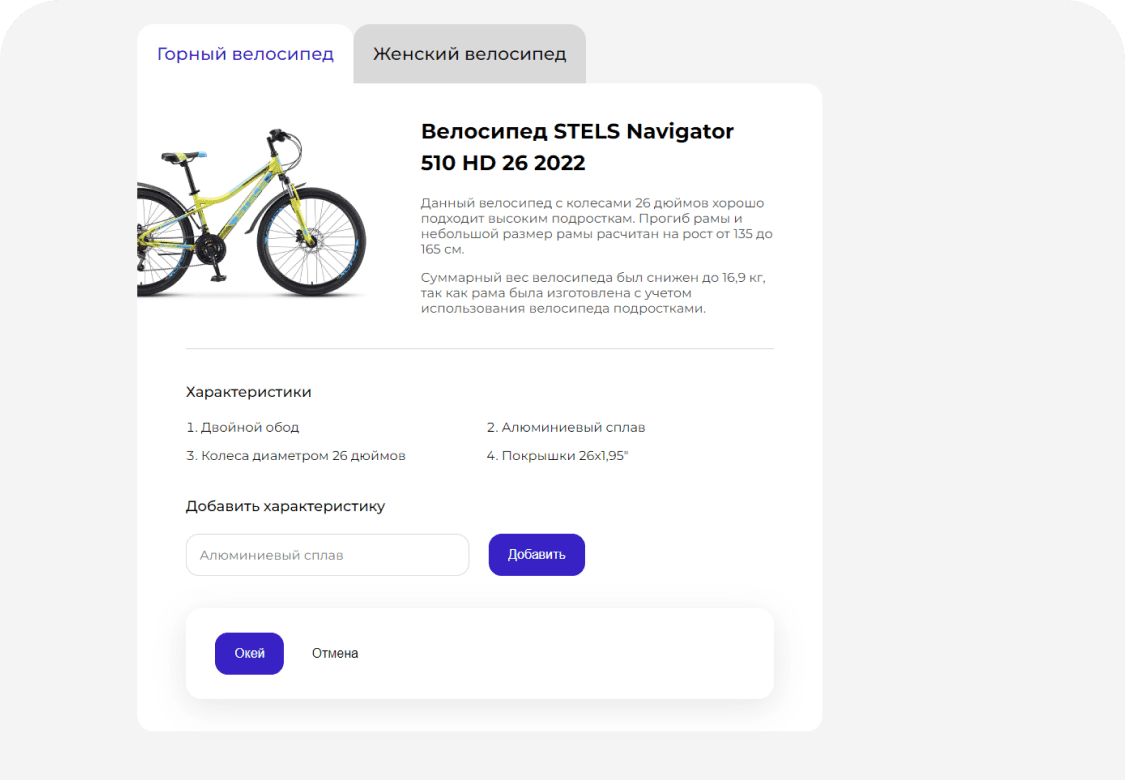 Горный велосипед
Женский велосипед
Велосипед STELS Navigator
510 HD 26 2022
Данный велосипед с колесами 26 дюймов хорошо
подходит высоким подросткам. Прогиб рамы и
небольшой размер рамы расчитан на рост от 135 до
165 см.
Суммарный вес велосипеда был снижен до 16,9 кг,
так как рама была изготовлена с учетом
использования велосипеда подростками.
Характеристики
1. Двойной обод
2. Алюминиевый сплав
3. Колеса диаметром 26 дюймов
4. Покрышки 26x1,95"
Добавить характеристику
Алюминиевый сплав
Добавить
Окей
Отмена